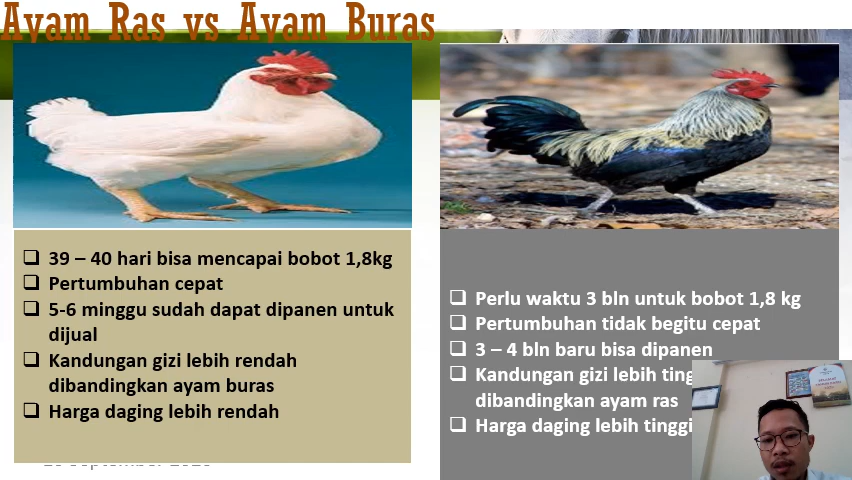 Ayam Ras vs Ayam Buras
❑ 39 – 40 hari bisa mencapai bobot 1,8kg
❑ Pertumbuhan cepat
❑ 5-6 minggu sudah dapat dipanen untuk
dijual
❑ Kandungan gizi lebih rendah
dibandingkan ayam buras
❑ Harga daging lebih rendah
❑ Perlu waktu 3 bln untuk bobot 1,8 kg
❑ Pertumbuhan tidak begitu cepat
❑ 3 – 4 bln baru bisa dipanen
❑ Kandungan gizi lebih ting
dibandingkan ayam ras
❑ Harga daging lebih tinggi